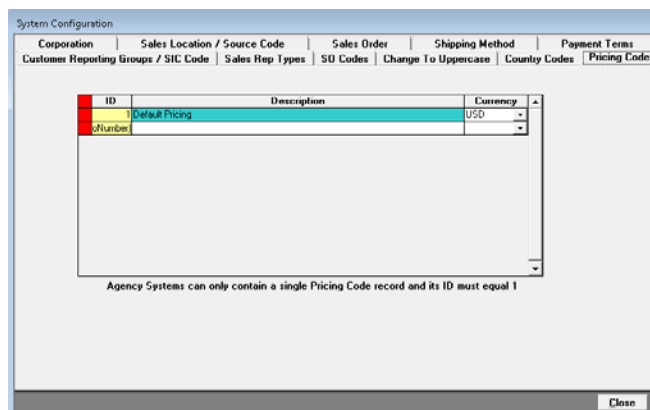 System Configuration
Corporation Sales Location / Source Code Sales Order Shipping Method Payment Terms
Customer Reporting Groups / SIC Code Sales Rep Types SO Codes Change To Uppercase Country Codes Pricing Code
ID Description Currency
1 Default Pricing USD
oNumber)
Agency Systems can only contain a single Pricing Code record and its ID must equal 1
Close